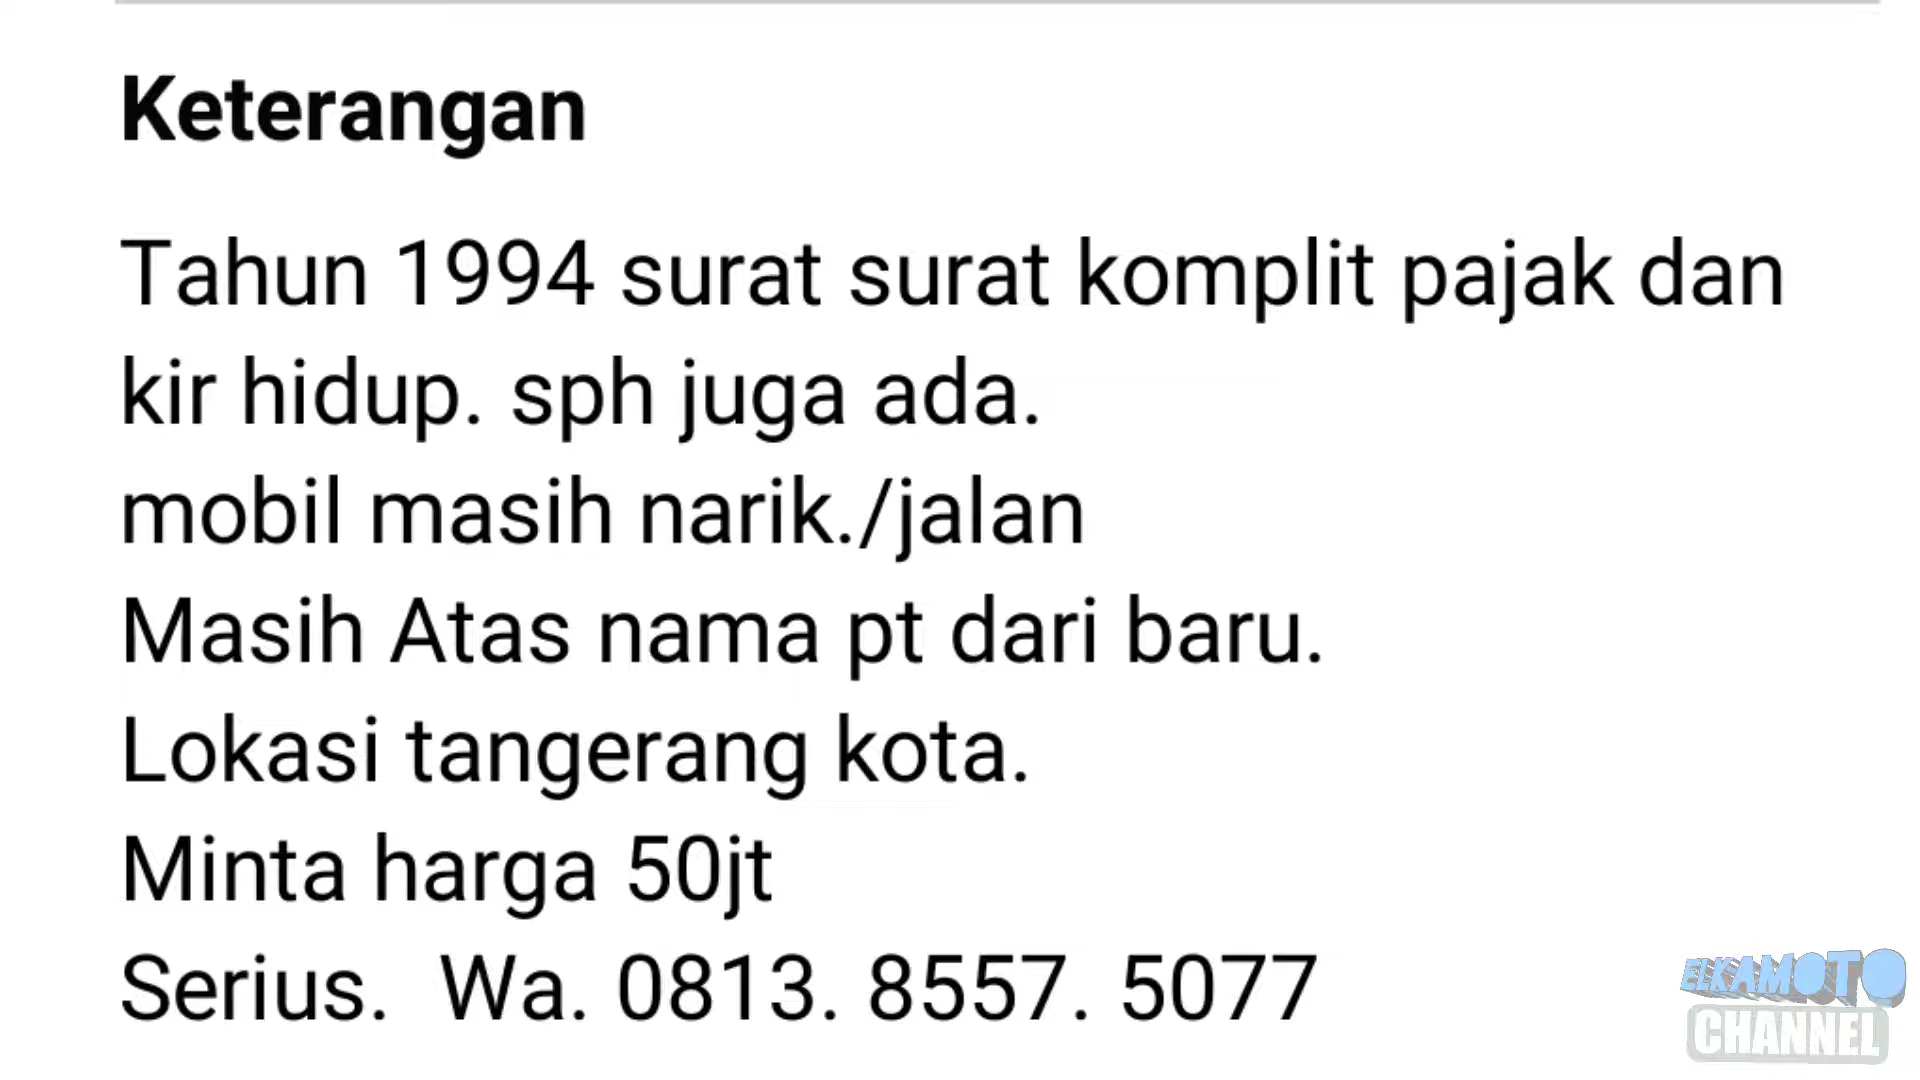 Keterangan
Tahun 1994 surat surat komplit pajak dan
kir hidup. sph juga ada.
mobil masih narik./jalan
Masih Atas nama pt dari baru.
Lokasi tangerang kota.
Minta harga 50jt
Serius.  Wa. 0813. 8557. 5077
ELKAMOTO
CHANNEL